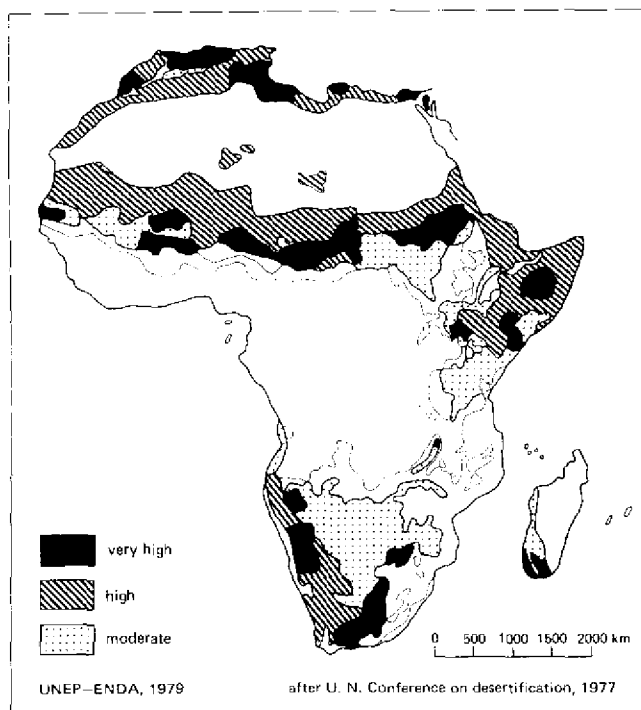 very high
high
moderate
0 500 1000 1500 2000 km
UNEP–ENDA, 1979
after U. N. Conference on desertification, 1977